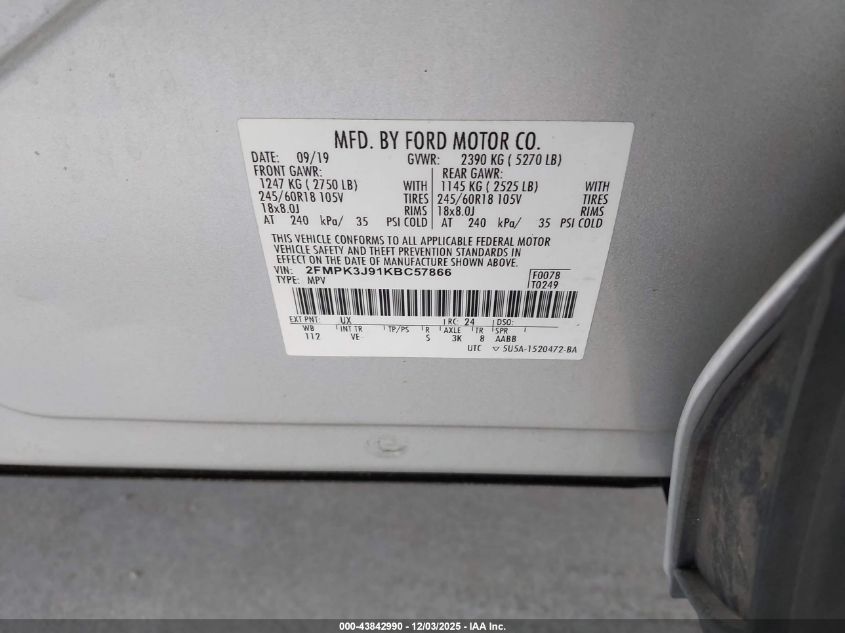 MFD. BY FORD MOTOR CO.
DATE: 09/19 GVWR: 2390 KG ( 5270 LB)
FRONT GAWR: REAR GAWR:
1247 KG ( 2750 LB) WITH 1145 KG ( 2525 LB) WITH
245/60R18 105V TIRES 245/60R18 105V TIRES
18x8.0J RIMS 18x8.0J RIMS
AT 240 kPa/ 35 PSI COLD AT 240 kPa/ 35 PSI COLD
THIS VEHICLE CONFORMS TO ALL APPLICABLE FEDERAL MOTOR
VEHICLE SAFETY AND THEFT PREVENTION STANDARDS IN
EFFECT ON THE DATE OF MANUFACTURE SHOWN ABOVE.
VIN: 2FMPK3J91KBC57866 F0078
TYPE: MPV T0249
EXT PNT: UX RC: 24 DSO:
WB INT TR TP/PS R AXLE TR SPR
112 VE S 3K 8 AABB
UTC ▽ 5U5A-1520472-BA
000-43842990 - 12/03/2025 - IAA Inc.